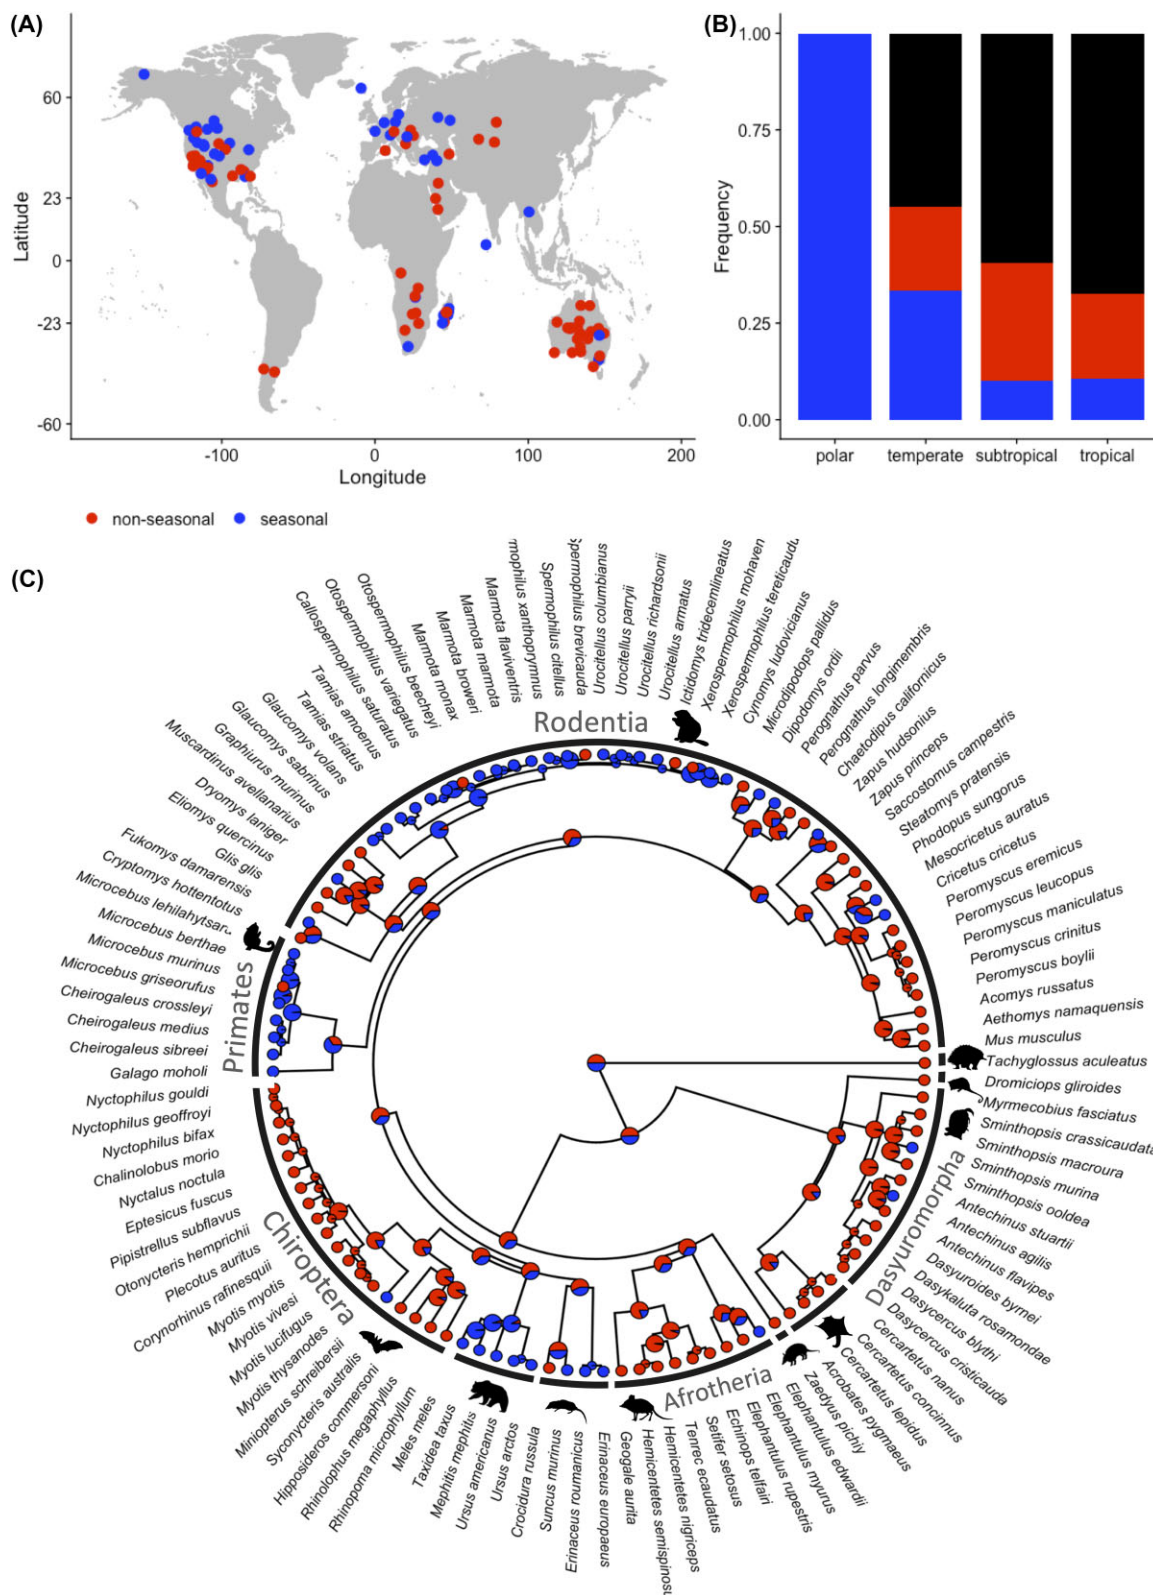 (A)
(B)
Latitude
60
23
0
-23
-60
-100
0
100
200
Longitude
non-seasonal
seasonal
Frequency
1.00
0.75
0.50
0.25
0.00
polar
temperate
subtropical
tropical
(C)
Rodentia
Primates
Chiroptera
Afrotheria
Dasyuromorpha
Microcebus lehilahytsara
Cryptomys hottentotus
Fukomys damarensis
Glis glis
Eliomys quercinus
Dryomys laniger
Muscardinus avellanarius
Graphiurus murinus
Glaucomys sabrinus
Glaucomys volans
Tamias striatus
Tamias amoenus
Callospermophilus saturatus
Otospermophilus variegatus
Otospermophilus beecheyi
Marmota monax
Marmota broweri
Marmota marmota
Marmota flaviventris
rmophilus xanthoprymnus
Spermophilus citellus
Spermophilus brevicauda
Urocitellus columbianus
Urocitellus parryii
Urocitellus richardsonii
Urocitellus armatus
Ictidomys tridecemlineatus
Xerospermophilus mohaven
Xerospermophilus tereticaudu
Cynomys ludovicianus
Microdipodops pallidus
Dipodomys ordii
Perognathus parvus
Perognathus longimembris
Chaetodipus californicus
Zapus hudsonius
Zapus princeps
Saccostomus campestris
Steatomys pratensis
Phodopus sungorus
Mesocricetus auratus
Cricetus cricetus
Peromyscus eremicus
Peromyscus leucopus
Peromyscus maniculatus
Peromyscus crinitus
Peromyscus boylii
Acomys russatus
Aethomys namaquensis
Mus musculus
Tachyglossus aculeatus
Dromiciops gliroides
Myrmecobius fasciatus
Sminthopsis crassicaudata
Sminthopsis macroura
Sminthopsis murina
Sminthopsis ooldea
Antechinus stuartii
Antechinus agilis
Antechinus flavipes
Dasyuroides byrnei
Dasykaluta rosamondae
Dasycercus blythi
Dasycercus cristicauda
Cercartetus nanus
Cercartetus concinnus
Cercartetus lepidus
Acrobates pygmaeus
Zaedyus pichiy
Elephantulus edwardii
Elephantulus myurus
Elephantulus rupestris
Echinops telfairi
Setifer setosus
Tenrec ecaudatus
Hemicentetes nigriceps
Hemicentetes semispinosu
Geogale aurita
Erinaceus europaeus
Erinaceus roumanicus
Suncus murinus
Crocidura russula
Ursus arctos
Ursus americanus
Mephitis mephitis
Taxidea taxus
Meles meles
Rhinopoma microphyllum
Rhinolophus megaphyllus
Hipposideros commersoni
Syconycteris australis
Miniopterus schreibersii
Myotis thysanodes
Myotis lucifugus
Myotis vivesi
Myotis myotis
Corynorhinus rafinesquii
Plecotus auritus
Otonycteris hemprichii
Pipistrellus subflavus
Eptesicus fuscus
Nyctalus noctula
Chalinolobus morio
Nyctophilus bifax
Nyctophilus geoffroyi
Nyctophilus gouldi
Galago moholi
Cheirogaleus sibreei
Cheirogaleus medius
Cheirogaleus crossleyi
Microcebus griseorufus
Microcebus murinus
Microcebus berthae